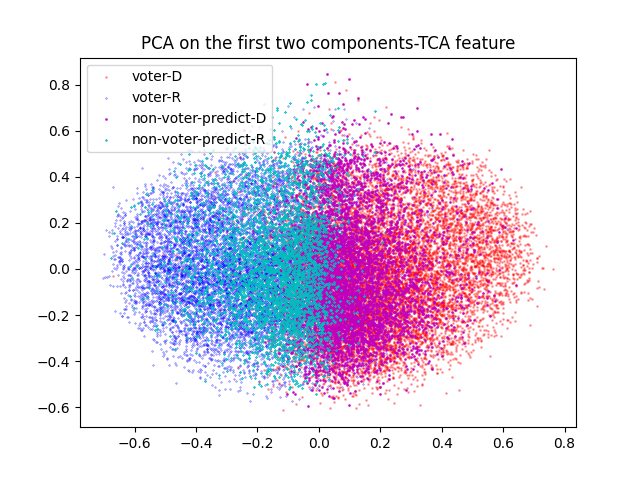 PCA on the first two components-TCA feature
voter-D
voter-R
non-voter-predict-D
non-voter-predict-R
0.8
0.6
0.4
0.2
0.0
−0.2
−0.4
−0.6
−0.6 −0.4 −0.2 0.0 0.2 0.4 0.6 0.8